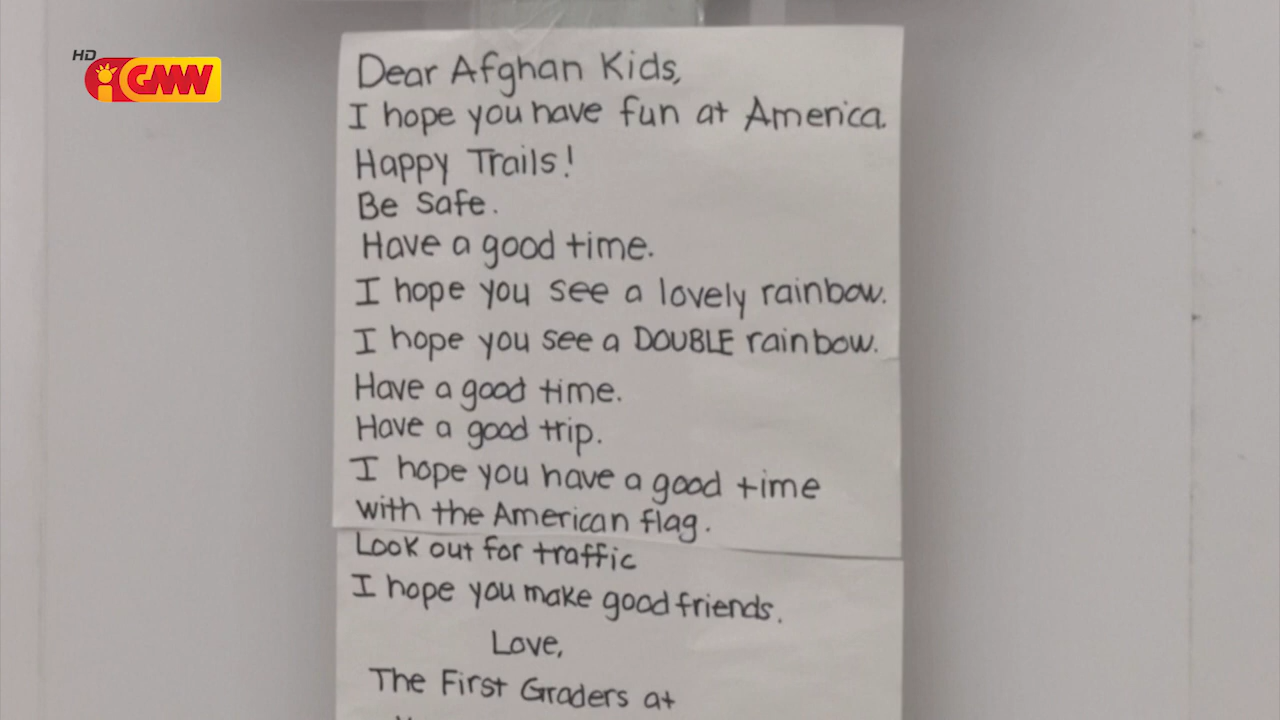 HD
iGMW
Dear Afghan Kids,
I hope you have fun at America.
Happy Trails!
Be Safe.
Have a good time.
I hope you see a lovely rainbow.
I hope you see a DOUBLE rainbow.
Have a good time.
Have a good trip.
I hope you have a good time
with the American flag.
Look out for traffic
I hope you make good friends.
Love,
The First Graders at